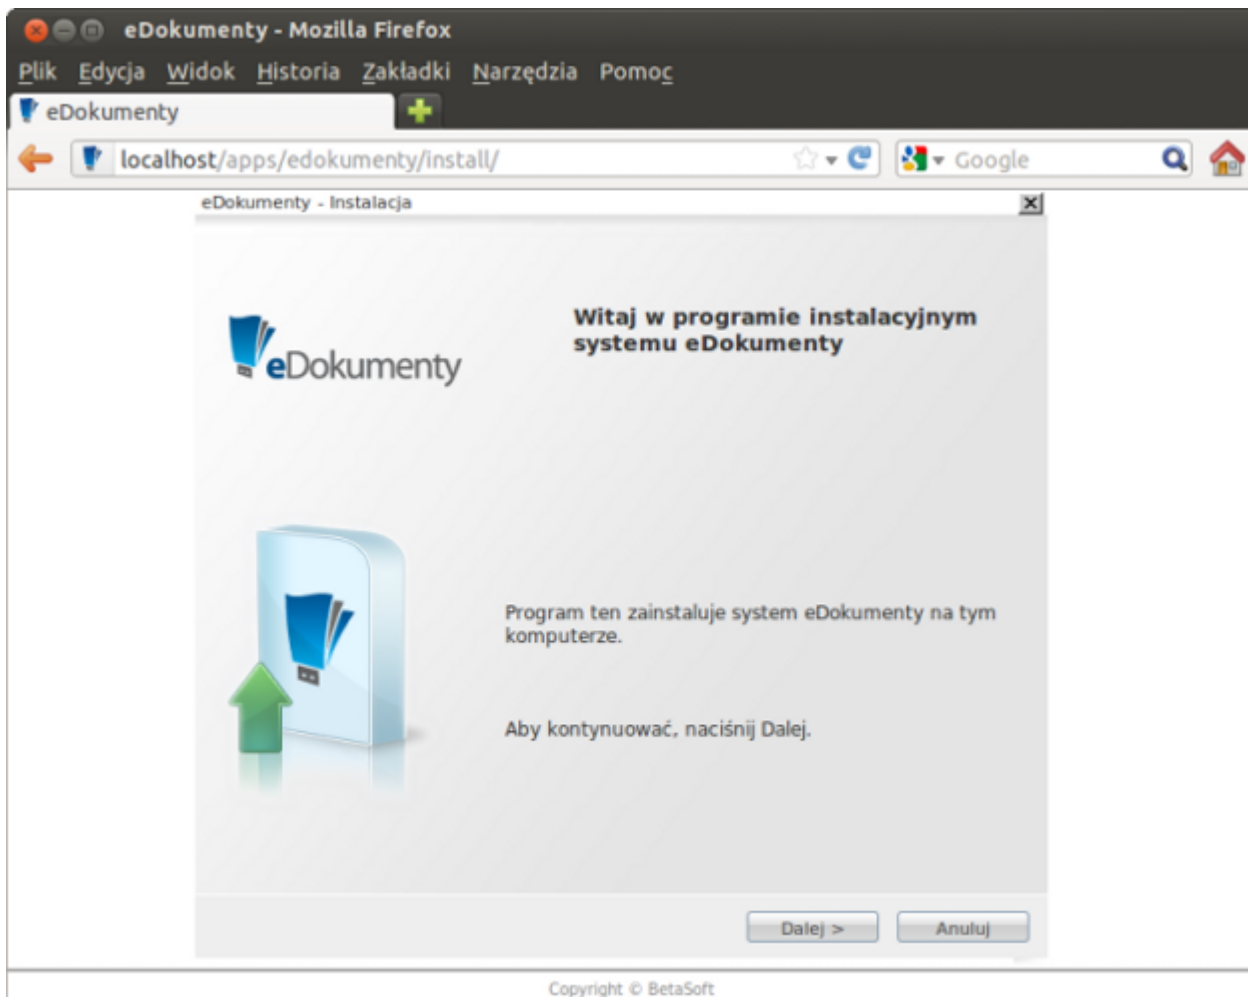 eDokumenty - Mozilla Firefox
Plik Edycja Widok Historia Zakładki Narzędzia Pomoc
eDokumenty
localhost/apps/edokumenty/install/ Google
eDokumenty - Instalacja
Witaj w programie instalacyjnym
systemu eDokumenty
eDokumenty
Program ten zainstaluje system eDokumenty na tym
komputerze.
Aby kontynuować, naciśnij Dalej.
Dalej > Anuluj
Copyright © BetaSoft